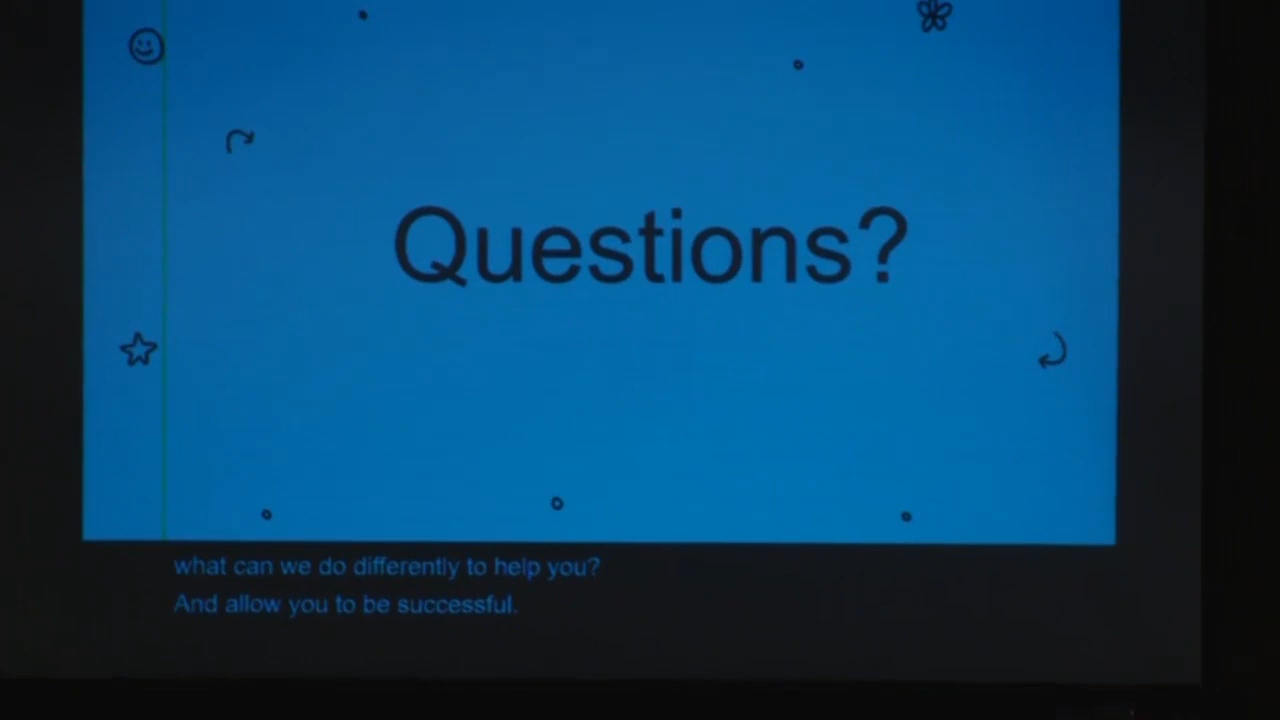 Questions?
what can we do differently to help you?
And allow you to be successful.